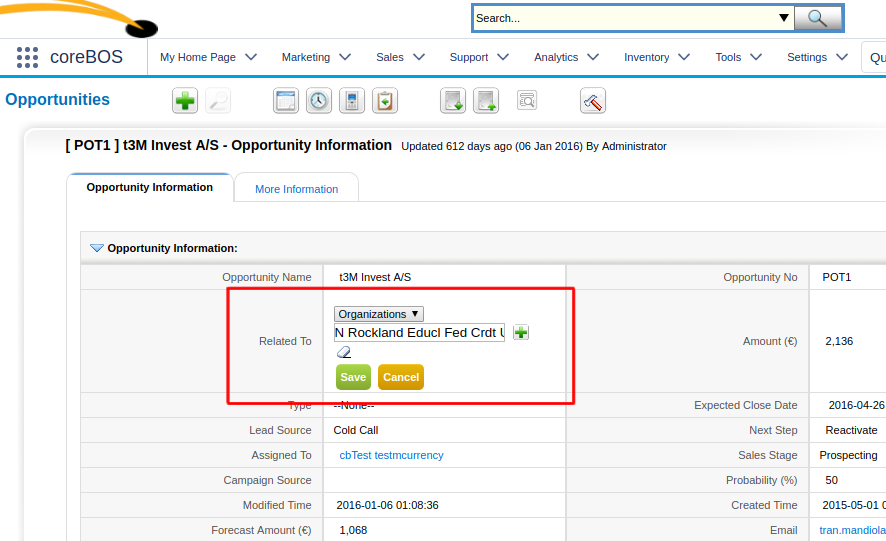 Search...
coreBOS My Home Page Marketing Sales Support Analytics Inventory Tools Settings Qu
Opportunities
[ POT1 ] t3M Invest A/S - Opportunity Information Updated 612 days ago (06 Jan 2016) By Administrator
Opportunity Information More Information
Opportunity Information:
Opportunity Name t3M Invest A/S Opportunity No POT1
Organizations
Related To N Rockland Educl Fed Crdt U Amount (€) 2,136
Save Cancel
Type --None-- Expected Close Date 2016-04-26
Lead Source Cold Call Next Step Reactivate
Assigned To cbTest testmcurrency Sales Stage Prospecting
Campaign Source Probability (%) 50
Modified Time 2016-01-06 01:08:36 Created Time 2015-05-01 0
Forecast Amount (€) 1,068 Email tran.mandiola